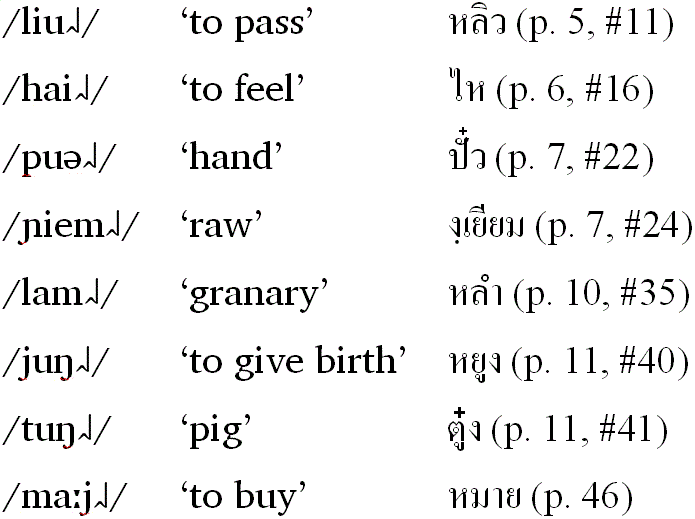 /liu˨˧˩/ ‘to pass’ หลิว (p. 5, #11)
/hai˨˧˩/ ‘to feel’ ไห (p. 6, #16)
/puə˨˧˩/ ‘hand’ ปั๋ว (p. 7, #22)
/ɲiem˨˧˩/ ‘raw’ งฺเยียม (p. 7, #24)
/lam˨˧˩/ ‘granary’ หลำ (p. 10, #35)
/juŋ˨˧˩/ ‘to give birth’ หยูง (p. 11, #40)
/tuŋ˨˧˩/ ‘pig’ ตู๋ง (p. 11, #41)
/maːj˨˧˩/ ‘to buy’ หมาย (p. 46)